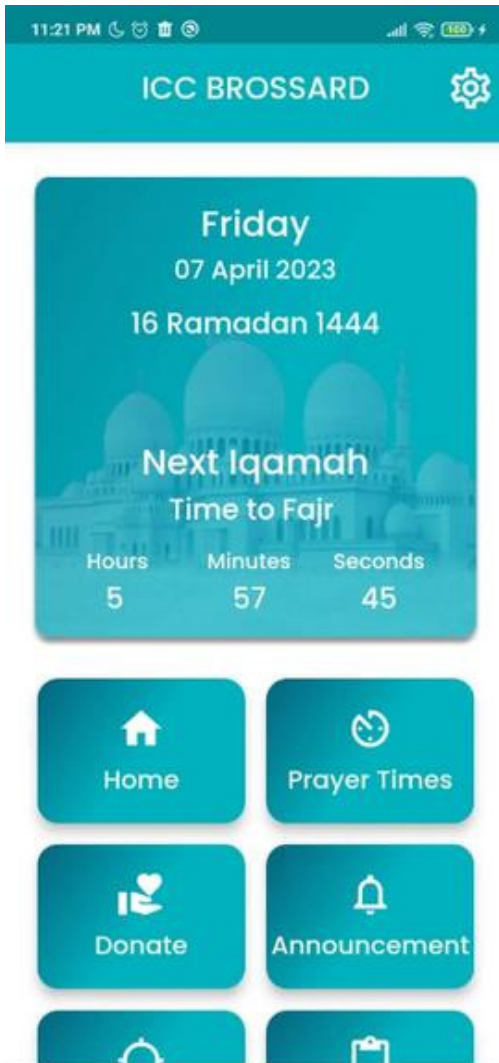 11:21 PM
100
ICC BROSSARD
Friday
07 April 2023
16 Ramadan 1444
Next Iqamah
Time to Fajr
Hours Minutes Seconds
5 57 45
Home Prayer Times
Donate Announcement